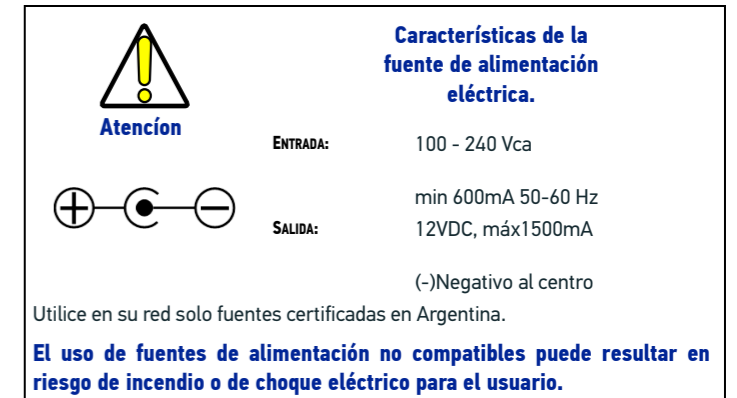 Características de la
fuente de alimentación
eléctrica.
Atencíon
ENTRADA: 100 - 240 Vca
min 600mA 50-60 Hz
SALIDA: 12VDC, máx1500mA
(-)Negativo al centro
Utilice en su red solo fuentes certificadas en Argentina.
El uso de fuentes de alimentación no compatibles puede resultar en
riesgo de incendio o de choque eléctrico para el usuario.